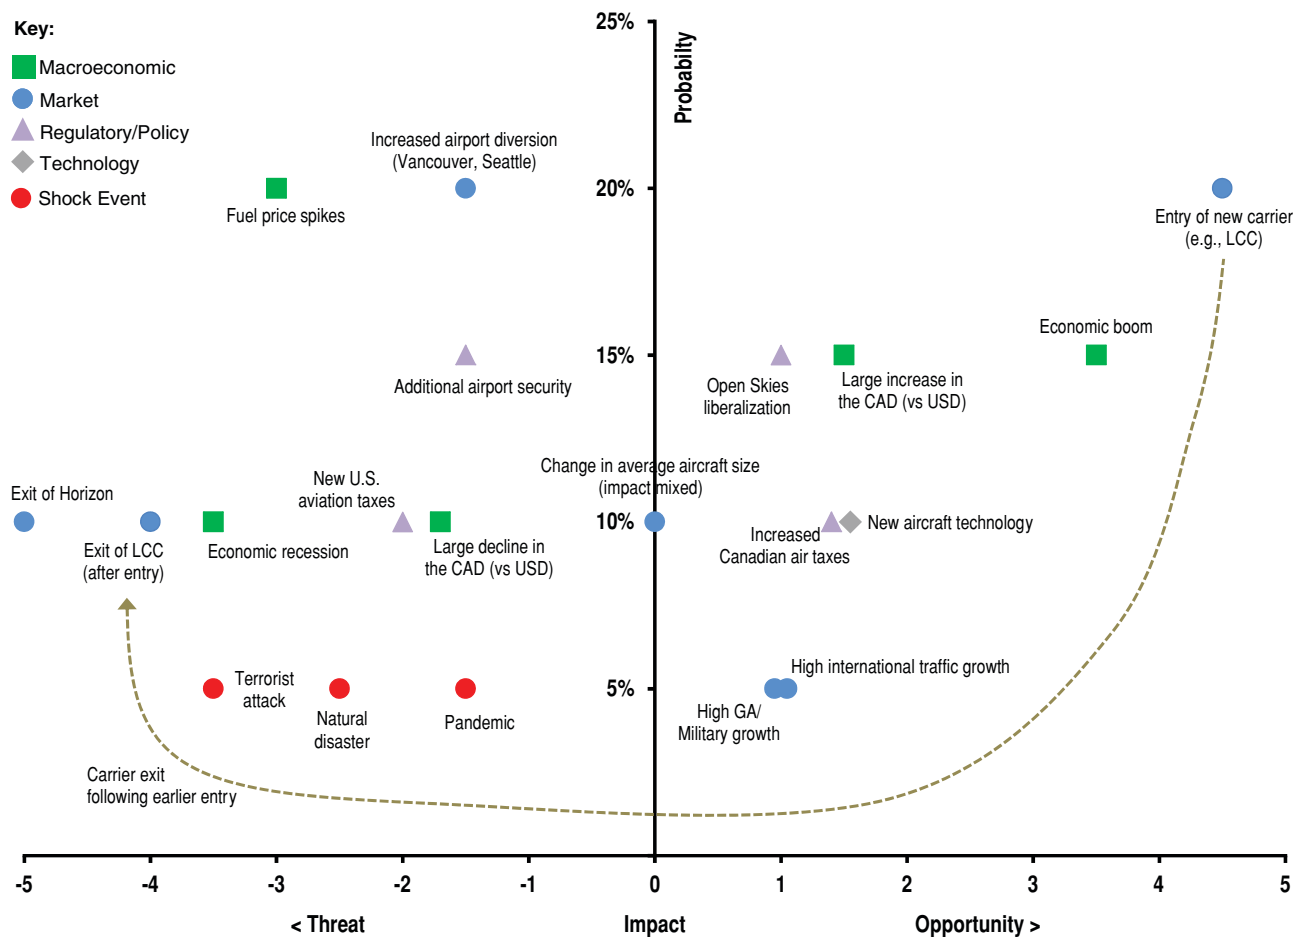 Key:
Macroeconomic
Market
Regulatory/Policy
Technology
Shock Event
25%
Probabilty
Increased airport diversion
(Vancouver, Seattle)
20%
Fuel price spikes
Entry of new carrier
(e.g., LCC)
Economic boom
15%
Additional airport security
Open Skies
liberalization
Large increase in
the CAD (vs USD)
Change in average aircraft size
(impact mixed)
New U.S.
aviation taxes
Exit of Horizon
10%
New aircraft technology
Increased
Canadian air taxes
Exit of LCC
(after entry)
Economic recession
Large decline in
the CAD (vs USD)
High international traffic growth
Terrorist
attack
5%
Natural
disaster
Pandemic
High GA/
Military growth
Carrier exit
following earlier entry
-5
-4
-3
-2
-1
0
1
2
3
4
5
< Threat
Impact
Opportunity >